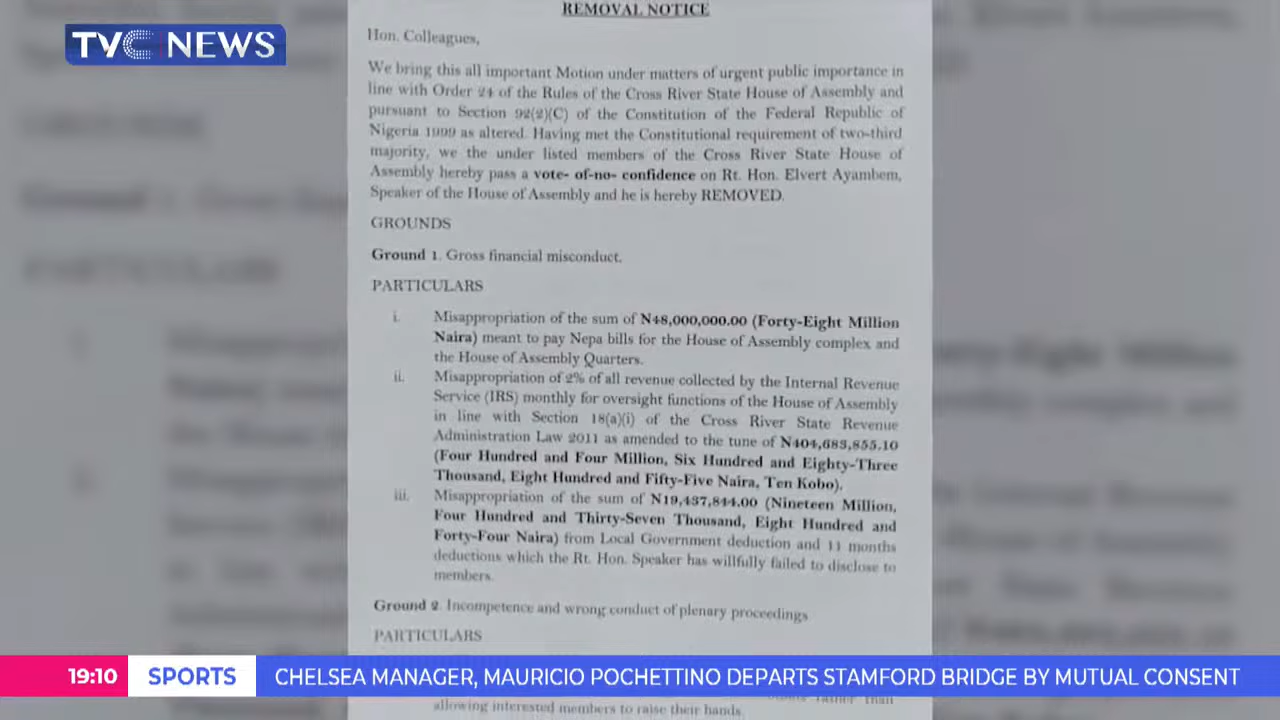 TVC NEWS
REMOVAL NOTICE
Hon. Colleagues,
We bring this all important Motion under matters of urgent public importance in
line with Order 24 of the Rules of the Cross River State House of Assembly and
pursuant to Section 92(2)(C) of the Constitution of the Federal Republic of
Nigeria 1999 as altered. Having met the Constitutional requirement of two-third
majority, we the under listed members of the Cross River State House of
Assembly hereby pass a vote- of-no- confidence on Rt. Hon. Elvert Ayambem,
Speaker of the House of Assembly and he is hereby REMOVED.
GROUNDS
Ground 1. Gross financial misconduct.
PARTICULARS
i. Misappropriation of the sum of N48,000,000.00 (Forty-Eight Million
Naira) meant to pay Nepa bills for the House of Assembly complex and
the House of Assembly Quarters.
ii. Misappropriation of 2% of all revenue collected by the Internal Revenue
Service (IRS) monthly for oversight functions of the House of Assembly
in line with Section 18(a)(i) of the Cross River State Revenue
Administration Law 2011 as amended to the tune of N404,683,855.10
(Four Hundred and Four Million, Six Hundred and Eighty-Three
Thousand, Eight Hundred and Fifty-Five Naira, Ten Kobo).
iii. Misappropriation of the sum of N19,437,844.00 (Nineteen Million,
Four Hundred and Thirty-Seven Thousand, Eight Hundred and
Forty-Four Naira) from Local Government deduction and 11 months
deductions which the Rt. Hon. Speaker has willfully failed to disclose to
members.
Ground 2. Incompetence and wrong conduct of plenary proceedings
PARTICULARS
19:10 SPORTS CHELSEA MANAGER, MAURICIO POCHETTINO DEPARTS STAMFORD BRIDGE BY MUTUAL CONSENT
rather than
allowing interested members to raise their hands.